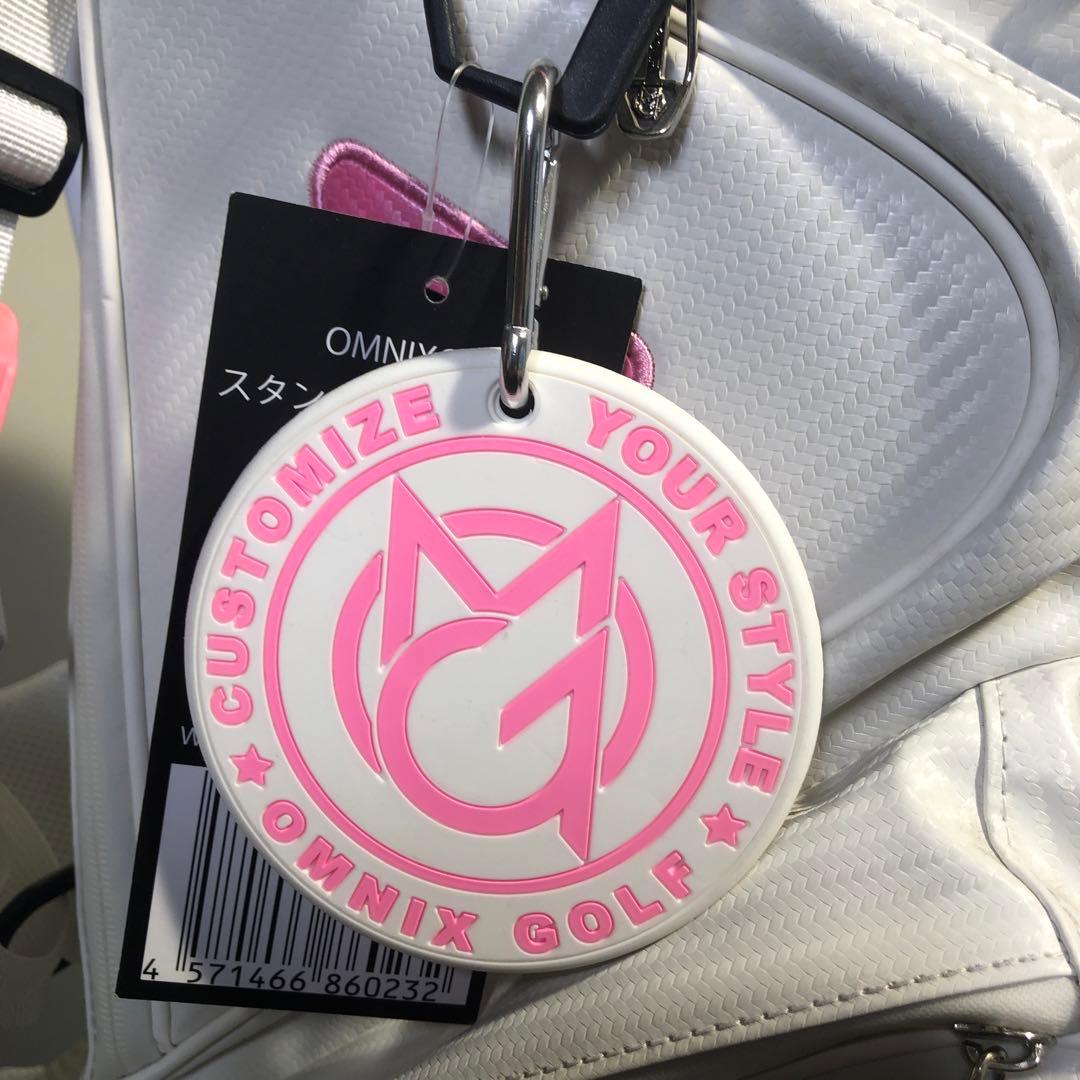 OMNIX
スタン
CUSTOMIZE YOUR STYLE
OMNIX GOLF
4 571466 860232